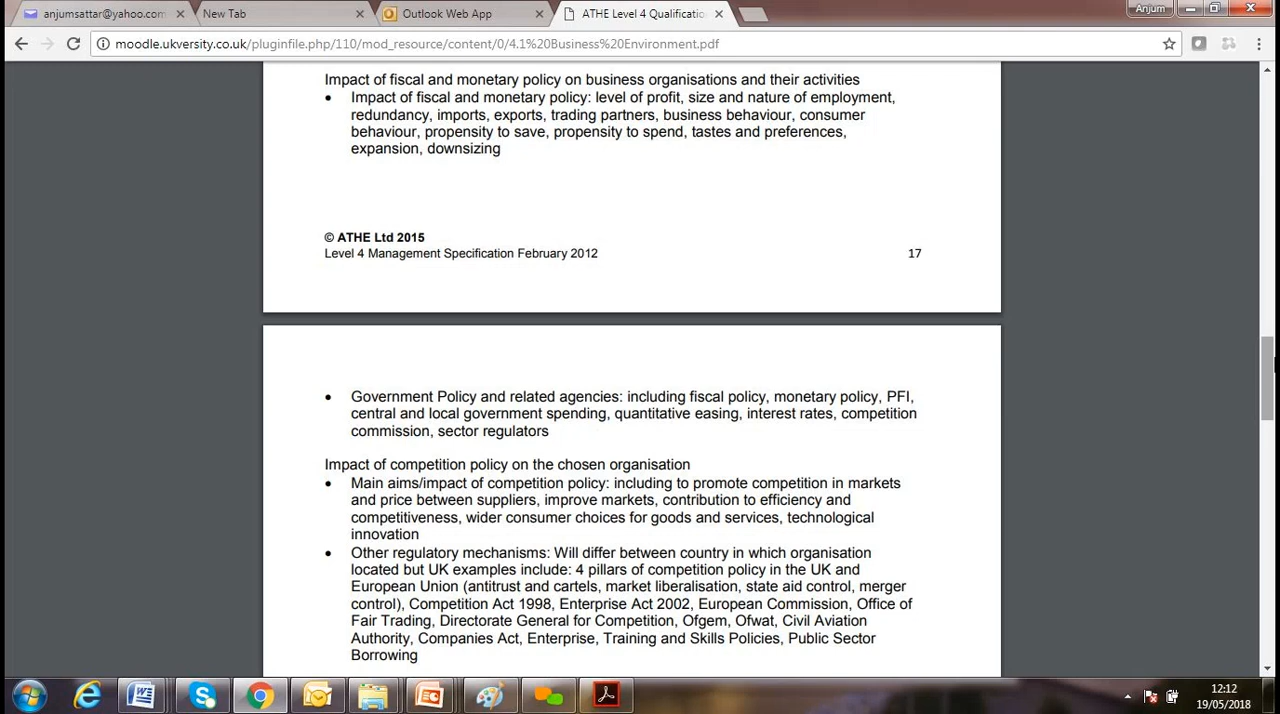 anjumsattar@yahoo.com
New Tab
Outlook Web App
ATHE Level 4 Qualificatio
Anjum
moodle.ukversity.co.uk/pluginfile.php/110/mod_resource/content/0/4.1%20Business%20Environment.pdf
Impact of fiscal and monetary policy on business organisations and their activities
• Impact of fiscal and monetary policy: level of profit, size and nature of employment,
redundancy, imports, exports, trading partners, business behaviour, consumer
behaviour, propensity to save, propensity to spend, tastes and preferences,
expansion, downsizing
© ATHE Ltd 2015
Level 4 Management Specification February 2012 17
• Government Policy and related agencies: including fiscal policy, monetary policy, PFI,
central and local government spending, quantitative easing, interest rates, competition
commission, sector regulators
Impact of competition policy on the chosen organisation
• Main aims/impact of competition policy: including to promote competition in markets
and price between suppliers, improve markets, contribution to efficiency and
competitiveness, wider consumer choices for goods and services, technological
innovation
• Other regulatory mechanisms: Will differ between country in which organisation
located but UK examples include: 4 pillars of competition policy in the UK and
European Union (antitrust and cartels, market liberalisation, state aid control, merger
control), Competition Act 1998, Enterprise Act 2002, European Commission, Office of
Fair Trading, Directorate General for Competition, Ofgem, Ofwat, Civil Aviation
Authority, Companies Act, Enterprise, Training and Skills Policies, Public Sector
Borrowing
12:12
19/05/2018